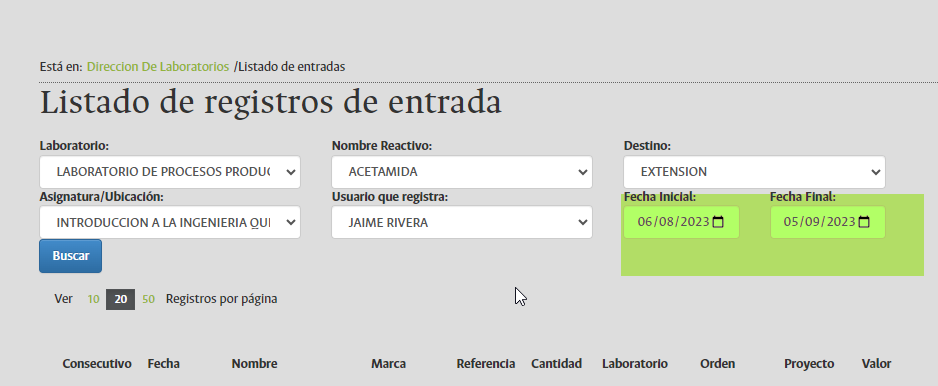 Está en: Direccion De Laboratorios /Listado de entradas
Listado de registros de entrada
Laboratorio: Nombre Reactivo: Destino:
LABORATORIO DE PROCESOS PRODUC ACETAMIDA EXTENSION
Asignatura/Ubicación: Usuario que registra: Fecha Inicial: Fecha Final:
INTRODUCCION A LA INGENIERIA QUI JAIME RIVERA 06/08/2023 05/09/2023
Buscar
Ver 10 20 50 Registros por página
Consecutivo Fecha Nombre Marca Referencia Cantidad Laboratorio Orden Proyecto Valor